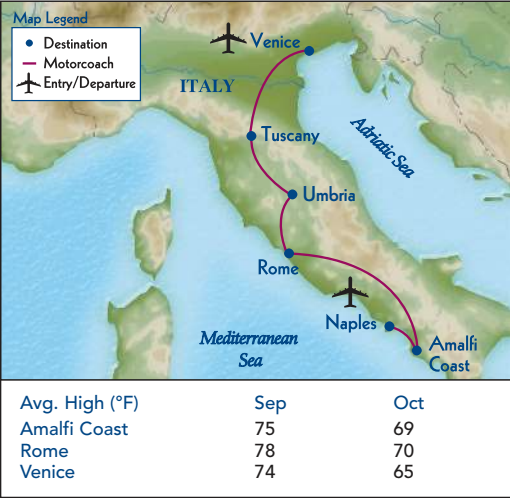 Map Legend
Destination
Motorcoach
Entry/Departure
Venice
ITALY
Tuscany
Adriatic Sea
Umbria
Rome
Naples
Mediterranean
Sea
Amalfi
Coast
Avg. High (°F) Sep Oct
Amalfi Coast 75 69
Rome 78 70
Venice 74 65